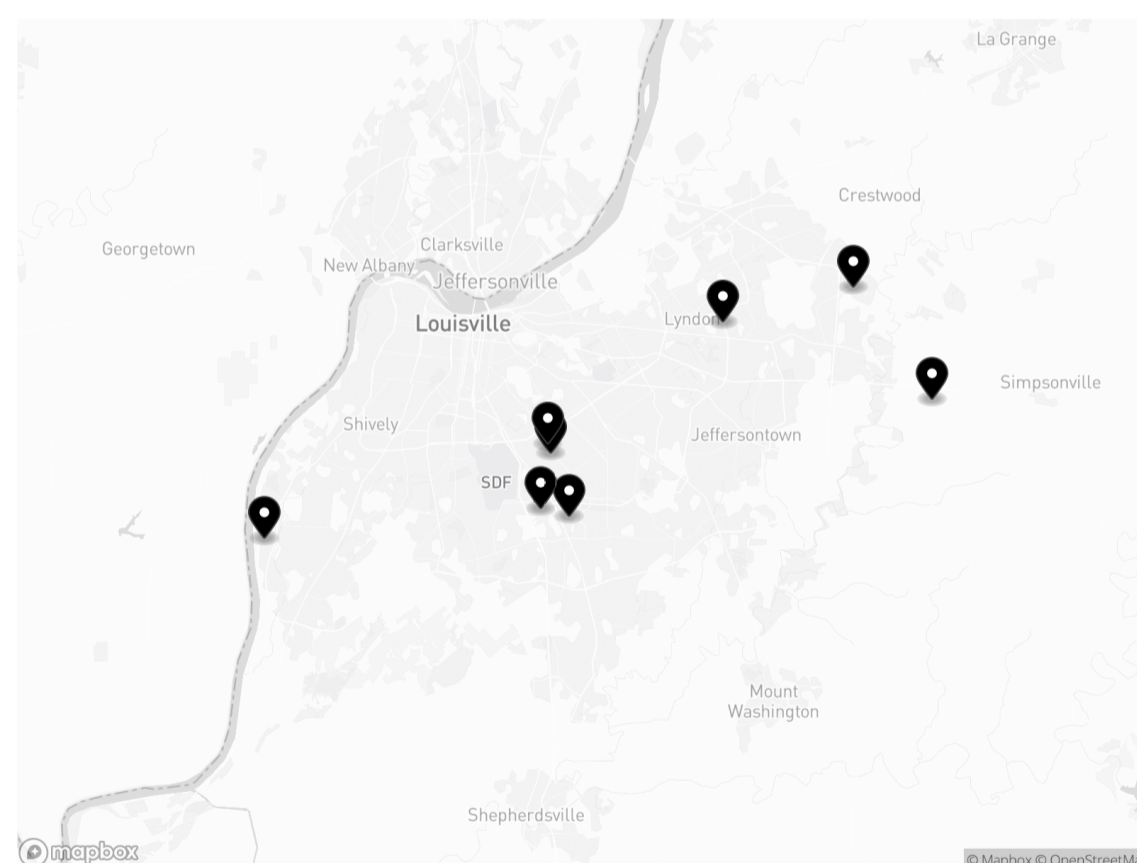 La Grange
Crestwood
Georgetown
Clarksville
New Albany
Jeffersonville
Louisville
Lyndon
Simpsonville
Shively
Jeffersontown
SDF
Mount
Washington
Shepherdsville
mapbox
© Mapbox © OpenStreetMa